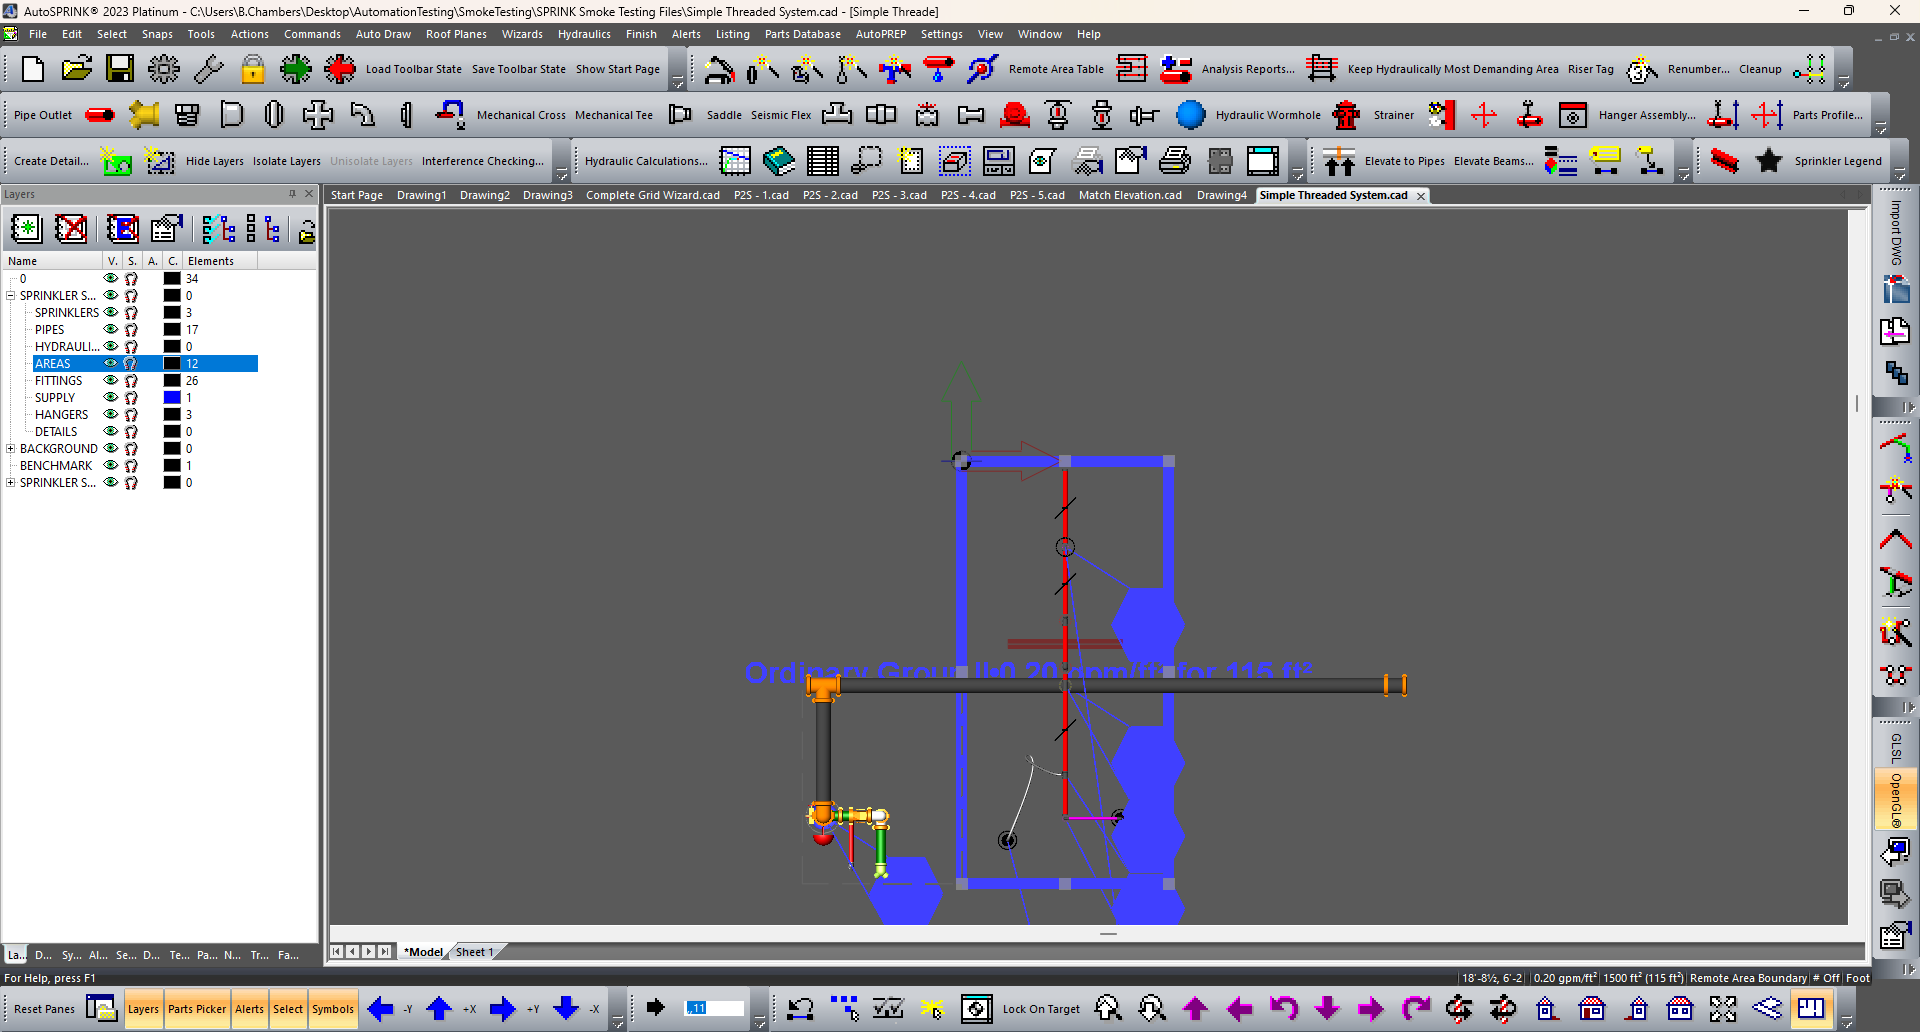 AutoSPRINK® 2023 Platinum - C:\Users\B.Chambers\Desktop\AutomationTesting\SmokeTesting\SPRINK Smoke Testing Files\Simple Threaded System.cad - [Simple Threade]
File Edit Select Snaps Tools Actions Commands Auto Draw Roof Planes Wizards Hydraulics Finish Alerts Listing Parts Database AutoPREP Settings View Window Help
Load Toolbar State Save Toolbar State Show Start Page Remote Area Table Analysis Reports... Keep Hydraulically Most Demanding Area Riser Tag Renumber... Cleanup
Pipe Outlet Mechanical Cross Mechanical Tee Saddle Seismic Flex Hydraulic Wormhole Strainer Hanger Assembly... Parts Profile...
Create Detail... Hide Layers Isolate Layers Unisolate Layers Interference Checking... Hydraulic Calculations... Elevate to Pipes Elevate Beams... Sprinkler Legend
Layers
Start Page Drawing1 Drawing2 Drawing3 Complete Grid Wizard.cad P2S - 1.cad P2S - 2.cad P2S - 3.cad P2S - 4.cad P2S - 5.cad Match Elevation.cad Drawing4 Simple Threaded System.cad
Import DWG
Name V. S. A. C. Elements
0 34
SPRINKLER S... 0
SPRINKLERS 3
PIPES 17
HYDRAULI... 0
AREAS 12
FITTINGS 26
SUPPLY 1
HANGERS 3
DETAILS 0
BACKGROUND 0
BENCHMARK 1
SPRINKLER S... 0
GLSL
OpenGL®
*Model Sheet 1
La... D... Sy... Al... Se... D... Te... Pa... N... Tr... Fa...
For Help, press F1
18'-8½, 6'-2 0.20 gpm/ft² 1500 ft² (115 ft²) Remote Area Boundary # Off Foot
Reset Panes Layers Parts Picker Alerts Select Symbols -Y +X +Y -X ,,11 Lock On Target